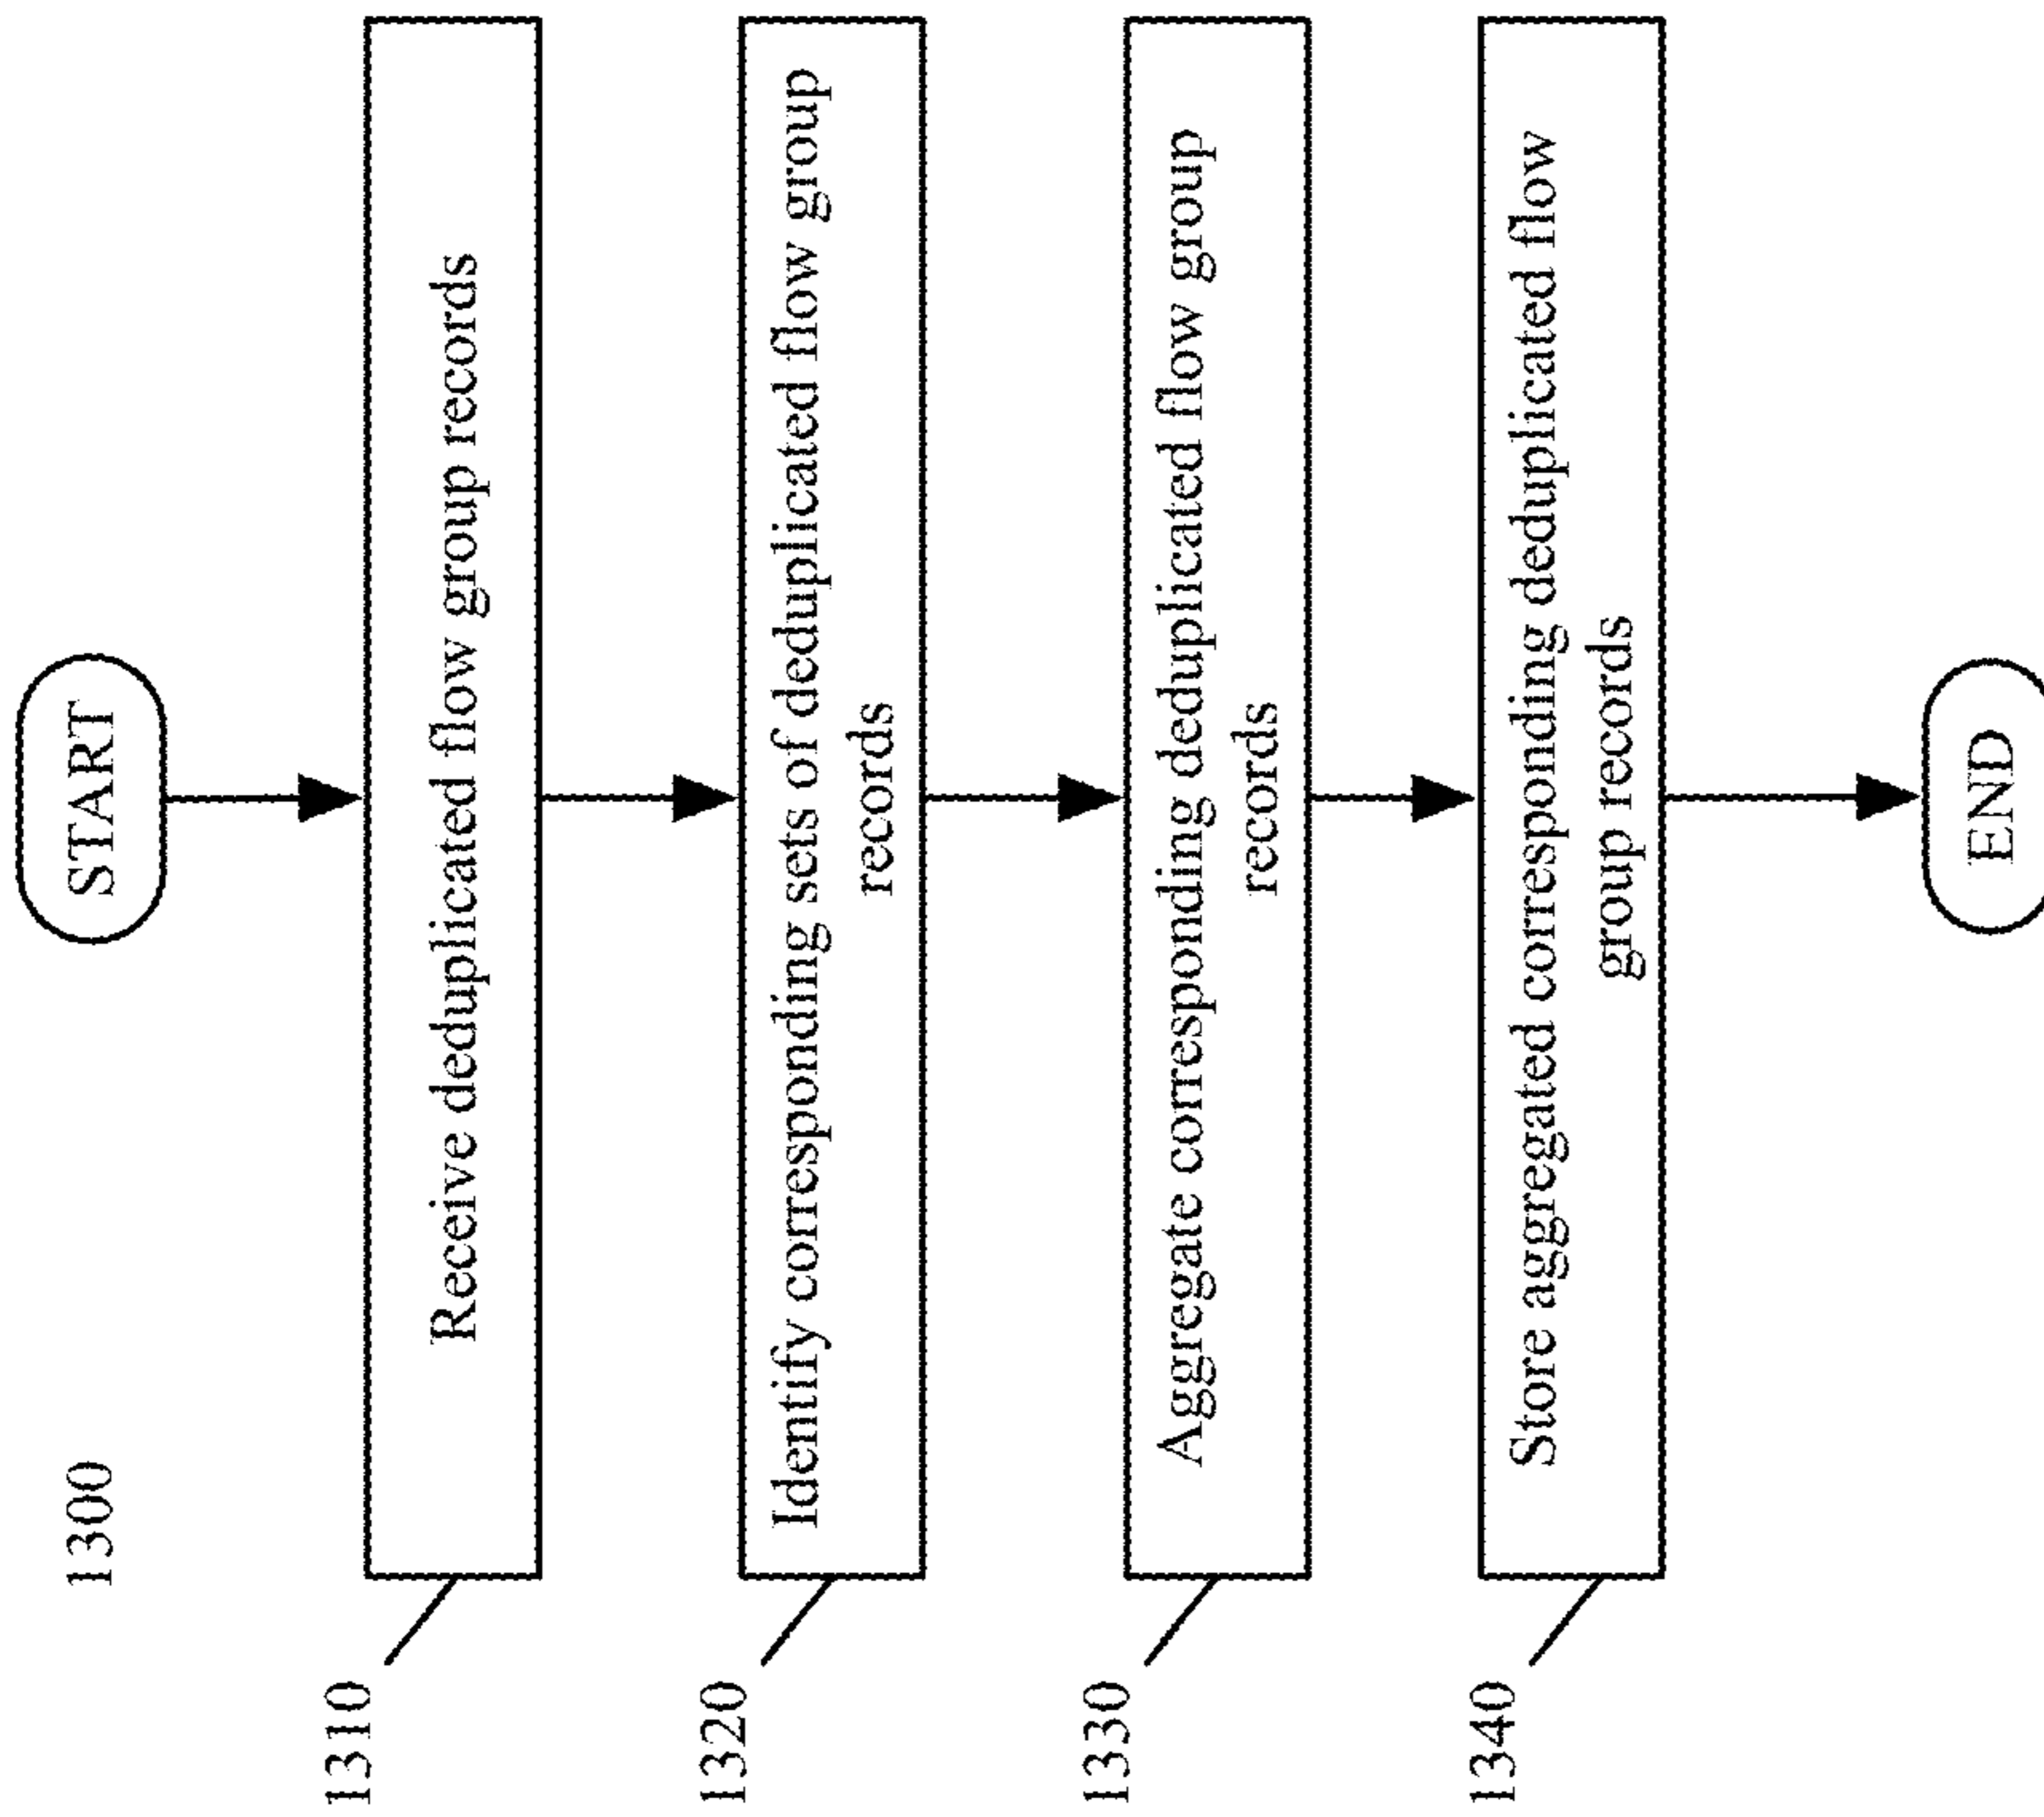 1300
START
1310
Receive deduplicated flow group records
1320
Identify corresponding sets of deduplicated flow group
records
1330
Aggregate corresponding deduplicated flow group
records
1340
Store aggregated corresponding deduplicated flow
group records
END